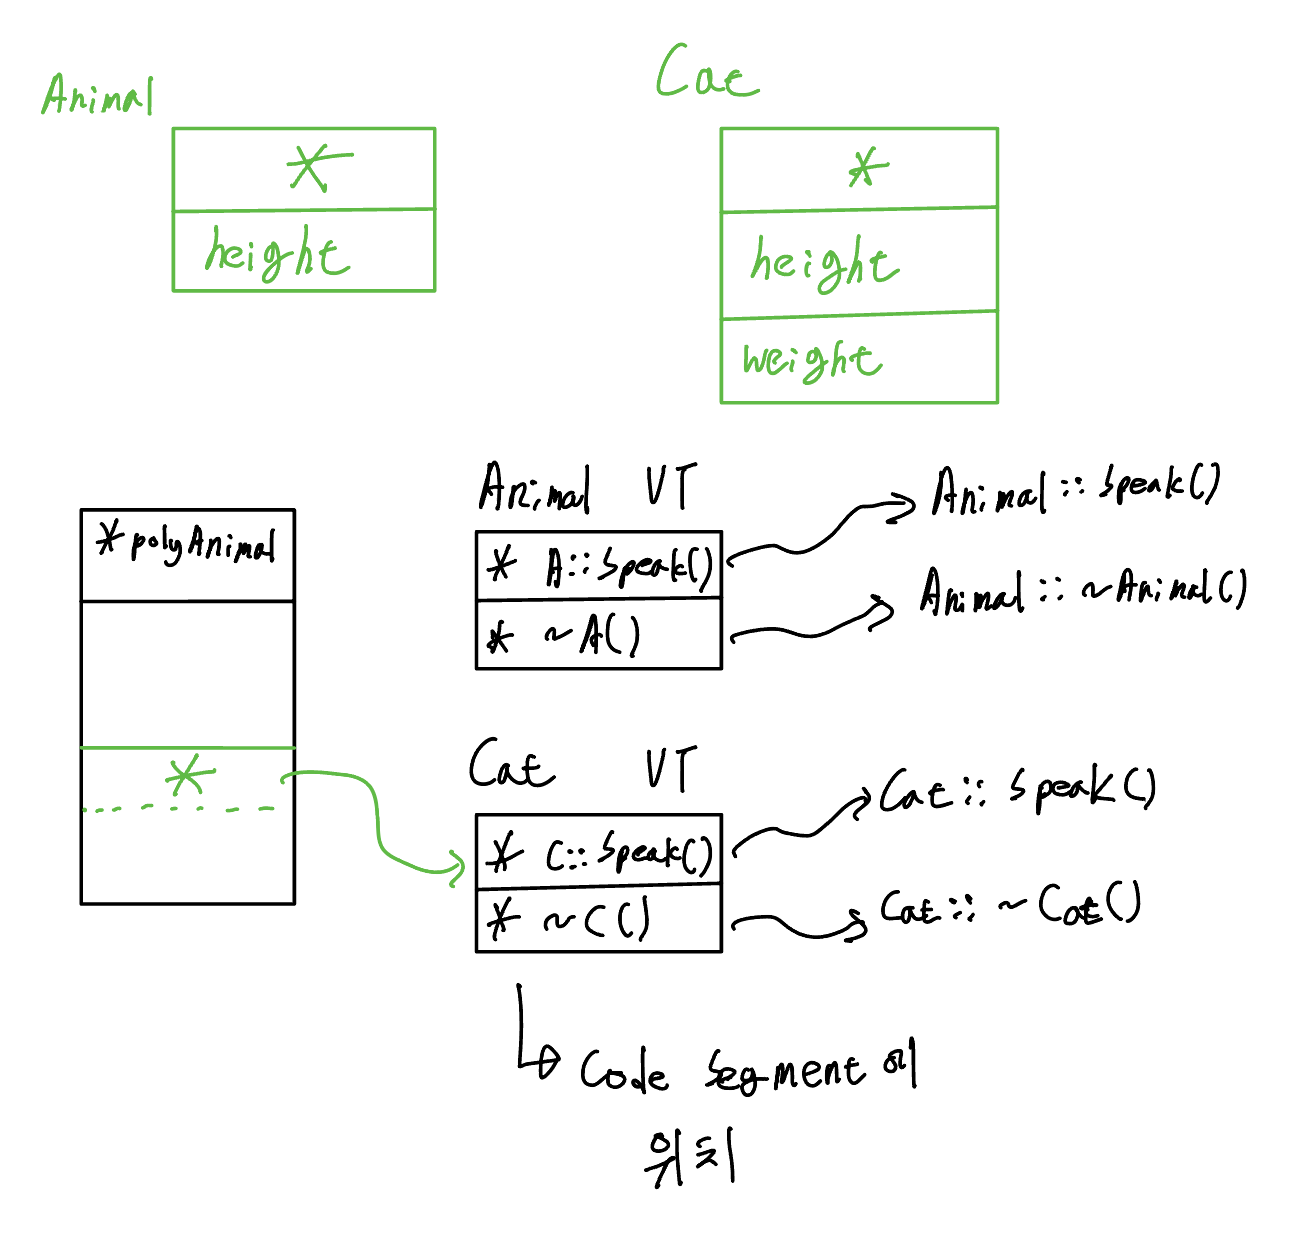 Animal
*
height
Cat
*
height
weight
*polyAnimal
*
Animal VT
* A::speak()
* ~A()
Animal::speak()
Animal::~Animal()
Cat VT
* C::speak()
* ~C()
Cat::speak()
Cat::~Cat()
Code segment 에
위치